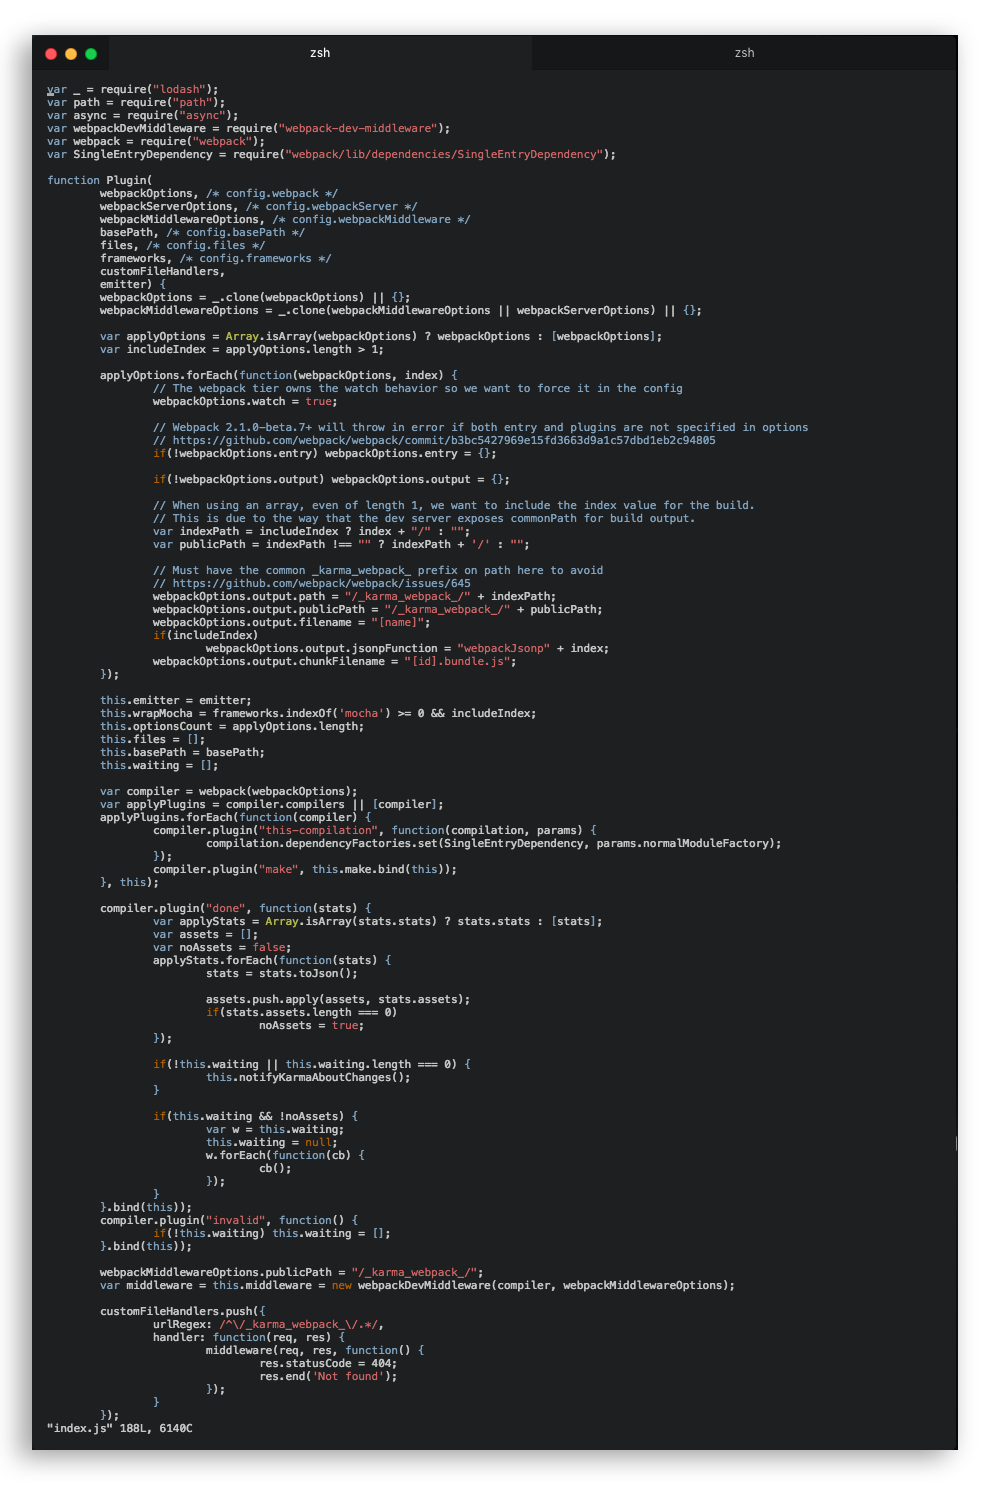 zsh
zsh
var _ = require("lodash");
var path = require("path");
var async = require("async");
var webpackDevMiddleware = require("webpack-dev-middleware");
var webpack = require("webpack");
var SingleEntryDependency = require("webpack/lib/dependencies/SingleEntryDependency");
function Plugin(
webpackOptions, /* config.webpack */
webpackServerOptions, /* config.webpackServer */
webpackMiddlewareOptions, /* config.webpackMiddleware */
basePath, /* config.basePath */
files, /* config.files */
frameworks, /* config.frameworks */
customFileHandlers,
emitter) {
webpackOptions = _.clone(webpackOptions) || {};
webpackMiddlewareOptions = _.clone(webpackMiddlewareOptions || webpackServerOptions) || {};
var applyOptions = Array.isArray(webpackOptions) ? webpackOptions : [webpackOptions];
var includeIndex = applyOptions.length > 1;
applyOptions.forEach(function(webpackOptions, index) {
// The webpack tier owns the watch behavior so we want to force it in the config
webpackOptions.watch = true;
// Webpack 2.1.0-beta.7+ will throw in error if both entry and plugins are not specified in options
// https://github.com/webpack/webpack/commit/b3bc5427969e15fd3663d9a1c57dbd1eb2c94805
if(!webpackOptions.entry) webpackOptions.entry = {};
if(!webpackOptions.output) webpackOptions.output = {};
// When using an array, even of length 1, we want to include the index value for the build.
// This is due to the way that the dev server exposes commonPath for build output.
var indexPath = includeIndex ? index + "/" : "";
var publicPath = indexPath !== "" ? indexPath + '/' : "";
// Must have the common _karma_webpack_ prefix on path here to avoid
// https://github.com/webpack/webpack/issues/645
webpackOptions.output.path = "/_karma_webpack_/" + indexPath;
webpackOptions.output.publicPath = "/_karma_webpack_/" + publicPath;
webpackOptions.output.filename = "[name]";
if(includeIndex)
webpackOptions.output.jsonpFunction = "webpackJsonp" + index;
webpackOptions.output.chunkFilename = "[id].bundle.js";
});
this.emitter = emitter;
this.wrapMocha = frameworks.indexOf('mocha') >= 0 && includeIndex;
this.optionsCount = applyOptions.length;
this.files = [];
this.basePath = basePath;
this.waiting = [];
var compiler = webpack(webpackOptions);
var applyPlugins = compiler.compilers || [compiler];
applyPlugins.forEach(function(compiler) {
compiler.plugin("this-compilation", function(compilation, params) {
compilation.dependencyFactories.set(SingleEntryDependency, params.normalModuleFactory);
});
compiler.plugin("make", this.make.bind(this));
}, this);
compiler.plugin("done", function(stats) {
var applyStats = Array.isArray(stats.stats) ? stats.stats : [stats];
var assets = [];
var noAssets = false;
applyStats.forEach(function(stats) {
stats = stats.toJson();
assets.push.apply(assets, stats.assets);
if(stats.assets.length === 0)
noAssets = true;
});
if(!this.waiting || this.waiting.length === 0) {
this.notifyKarmaAboutChanges();
}
if(this.waiting && !noAssets) {
var w = this.waiting;
this.waiting = null;
w.forEach(function(cb) {
cb();
});
}
}.bind(this));
compiler.plugin("invalid", function() {
if(!this.waiting) this.waiting = [];
}.bind(this));
webpackMiddlewareOptions.publicPath = "/_karma_webpack_/";
var middleware = this.middleware = new webpackDevMiddleware(compiler, webpackMiddlewareOptions);
customFileHandlers.push({
urlRegex: /^\/_karma_webpack_\/.*/,
handler: function(req, res) {
middleware(req, res, function() {
res.statusCode = 404;
res.end('Not found');
});
}
});
"index.js" 188L, 6140C